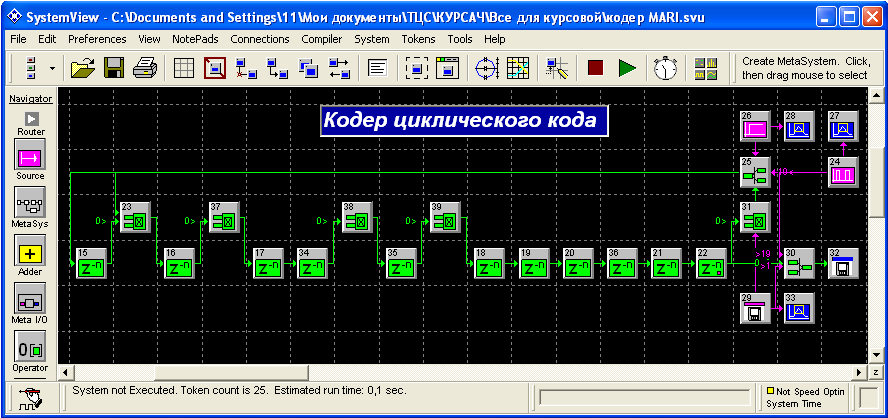 SystemView - C:\Documents and Settings\11\Мои документы\ТЦС\КУРСАЧ\Все для курсовой\кодер MARI.svu
File Edit Preferences View NotePads Connections Compiler System Tokens Tools Help
Create MetaSystem. Click,
then drag mouse to select
Navigator
Router
Source
MetaSys
Adder
Meta I/O
Operator
Кодер циклического кода
26 28 27
25 24
10 <
23 37 38 39 31
0> 0> 0> 0> 0>
15 16 17 34 35 18 19 20 36 21 22 30 32
z-n z-n z-n z-n z-n z-n z-n z-n z-n z-n z-n
>19
0
>1
29 33
z
System not Executed. Token count is 25. Estimated run time: 0,1 sec.
Not Speed Optin
System Time